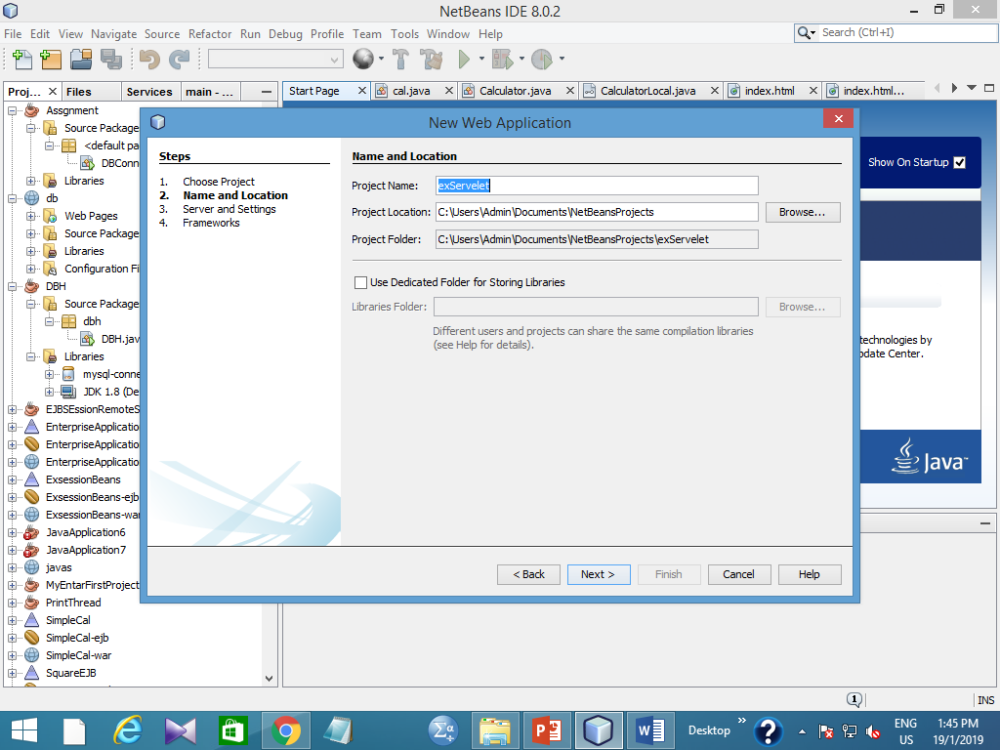 NetBeans IDE 8.0.2
File Edit View Navigate Source Refactor Run Debug Profile Team Tools Window Help
Search (Ctrl+I)
Proj... Files Services main - ...
Start Page cal.java Calculator.java CalculatorLocal.java index.html index.html...
Assgnment
Source Package
<default pa
DBConn
Libraries
db
Web Pages
Source Package
Libraries
Configuration Fi
DBH
Source Package
dbh
DBH.jav
Libraries
mysql-conne
JDK 1.8 (De
EJBSEssionRemoteS
EnterpriseApplicatio
EnterpriseApplicatio
EnterpriseApplicatio
ExsessionBeans
ExsessionBeans-ejb
ExsessionBeans-war
JavaApplication6
JavaApplication7
javas
MyEntarFirstProject
PrintThread
SimpleCal
SimpleCal-ejb
SimpleCal-war
SquareEJB
New Web Application
Steps
1. Choose Project
2. Name and Location
3. Server and Settings
4. Frameworks
Name and Location
Project Name: exServelet
Project Location: C:\Users\Admin\Documents\NetBeansProjects Browse...
Project Folder: C:\Users\Admin\Documents\NetBeansProjects\exServelet
Use Dedicated Folder for Storing Libraries
Libraries Folder: Browse...
Different users and projects can share the same compilation libraries
(see Help for details).
< Back Next > Finish Cancel Help
Show On Startup
technologies by
pdate Center.
Java
1 INS
Desktop ENG
US
1:45 PM
19/1/2019